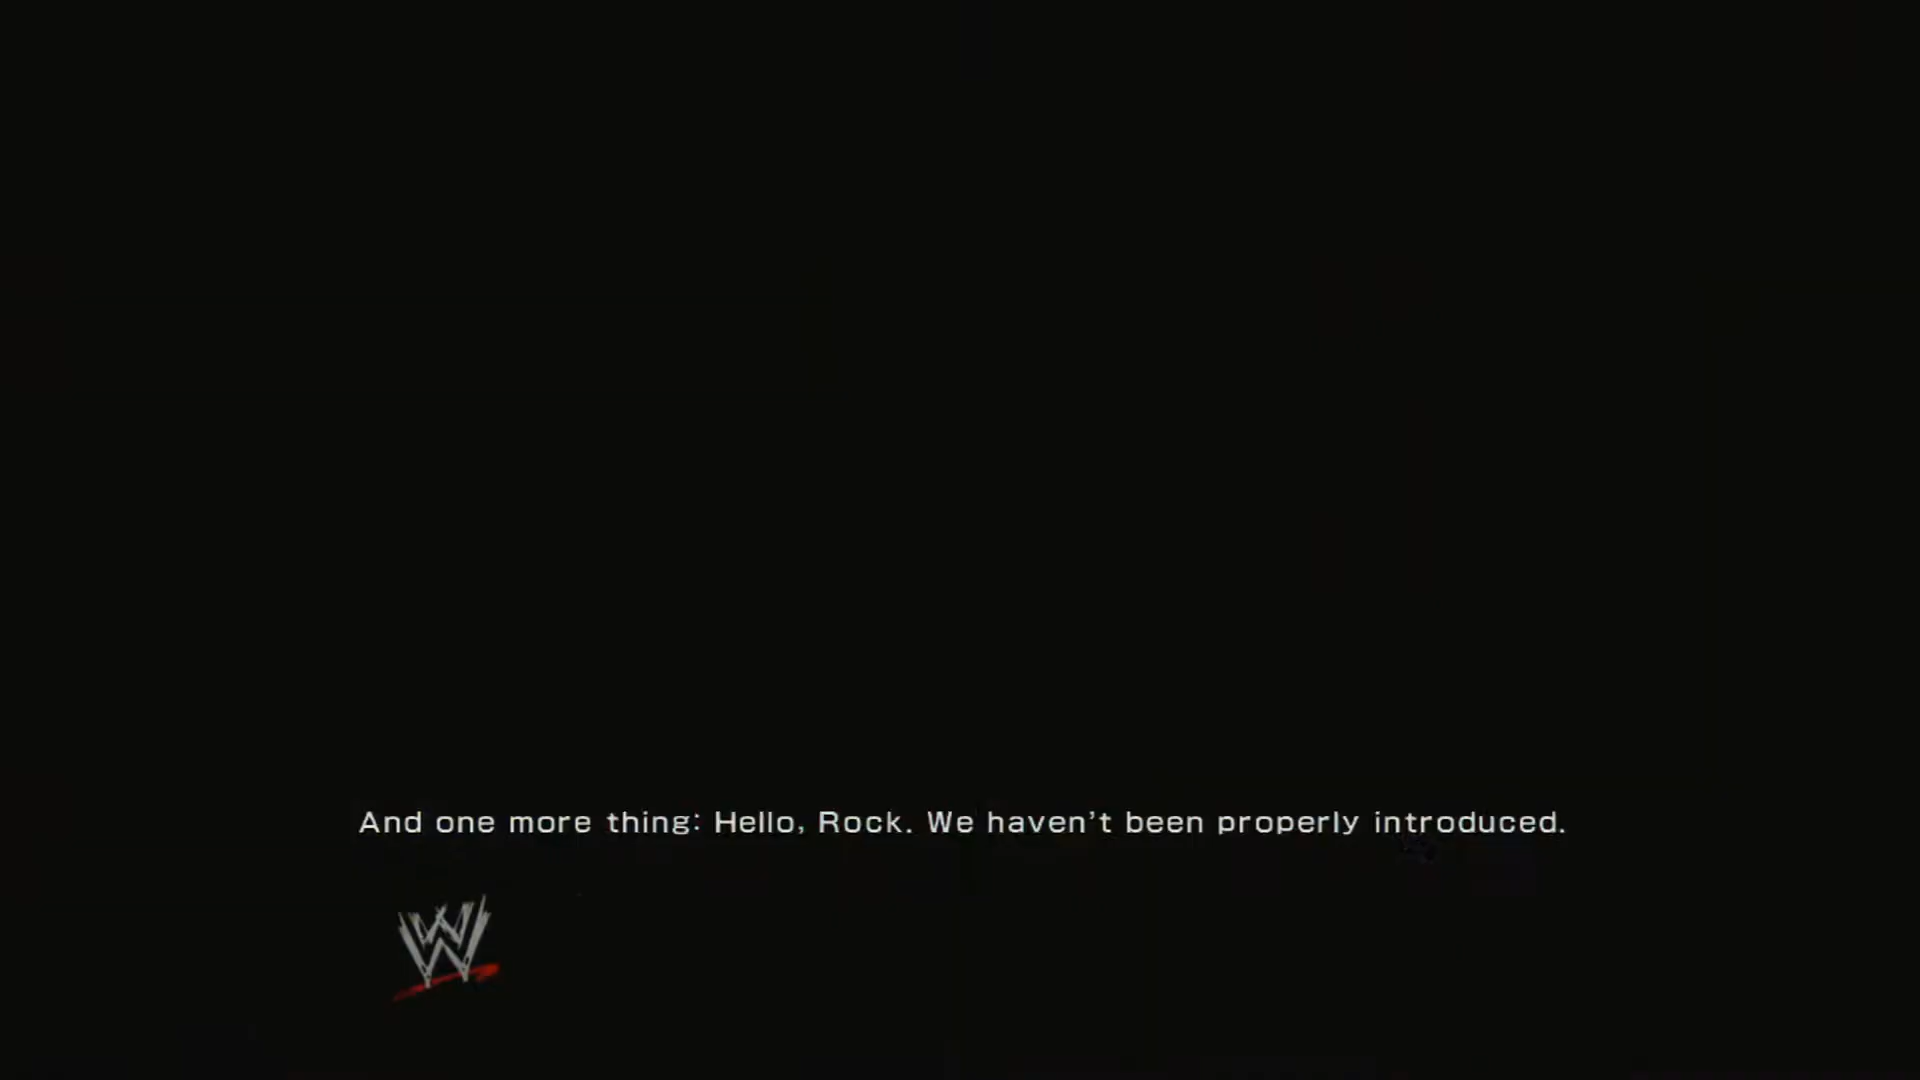 And one more thing: Hello, Rock. We haven't been properly introduced.
W